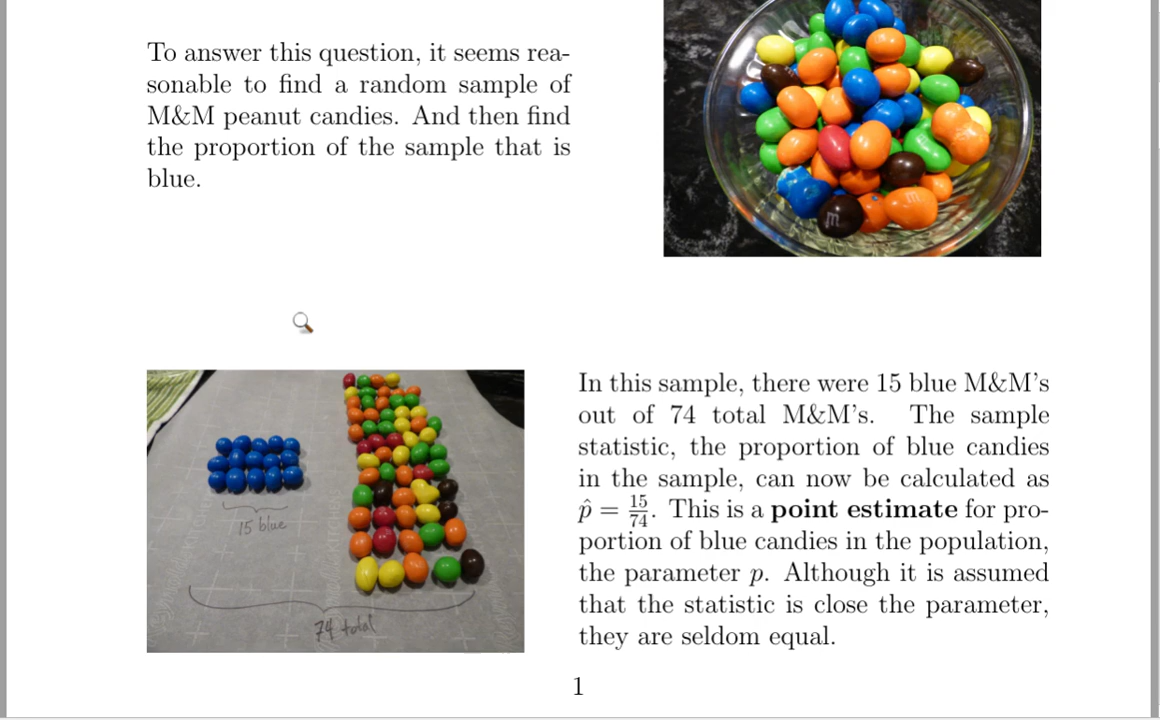 To answer this question, it seems rea-
sonable to find a random sample of
M&M peanut candies. And then find
the proportion of the sample that is
blue.
m
m
15 blue
74 total
In this sample, there were 15 blue M&M's
out of 74 total M&M's. The sample
statistic, the proportion of blue candies
in the sample, can now be calculated as
p̂ = 15/74. This is a point estimate for pro-
portion of blue candies in the population,
the parameter p. Although it is assumed
that the statistic is close the parameter,
they are seldom equal.
1